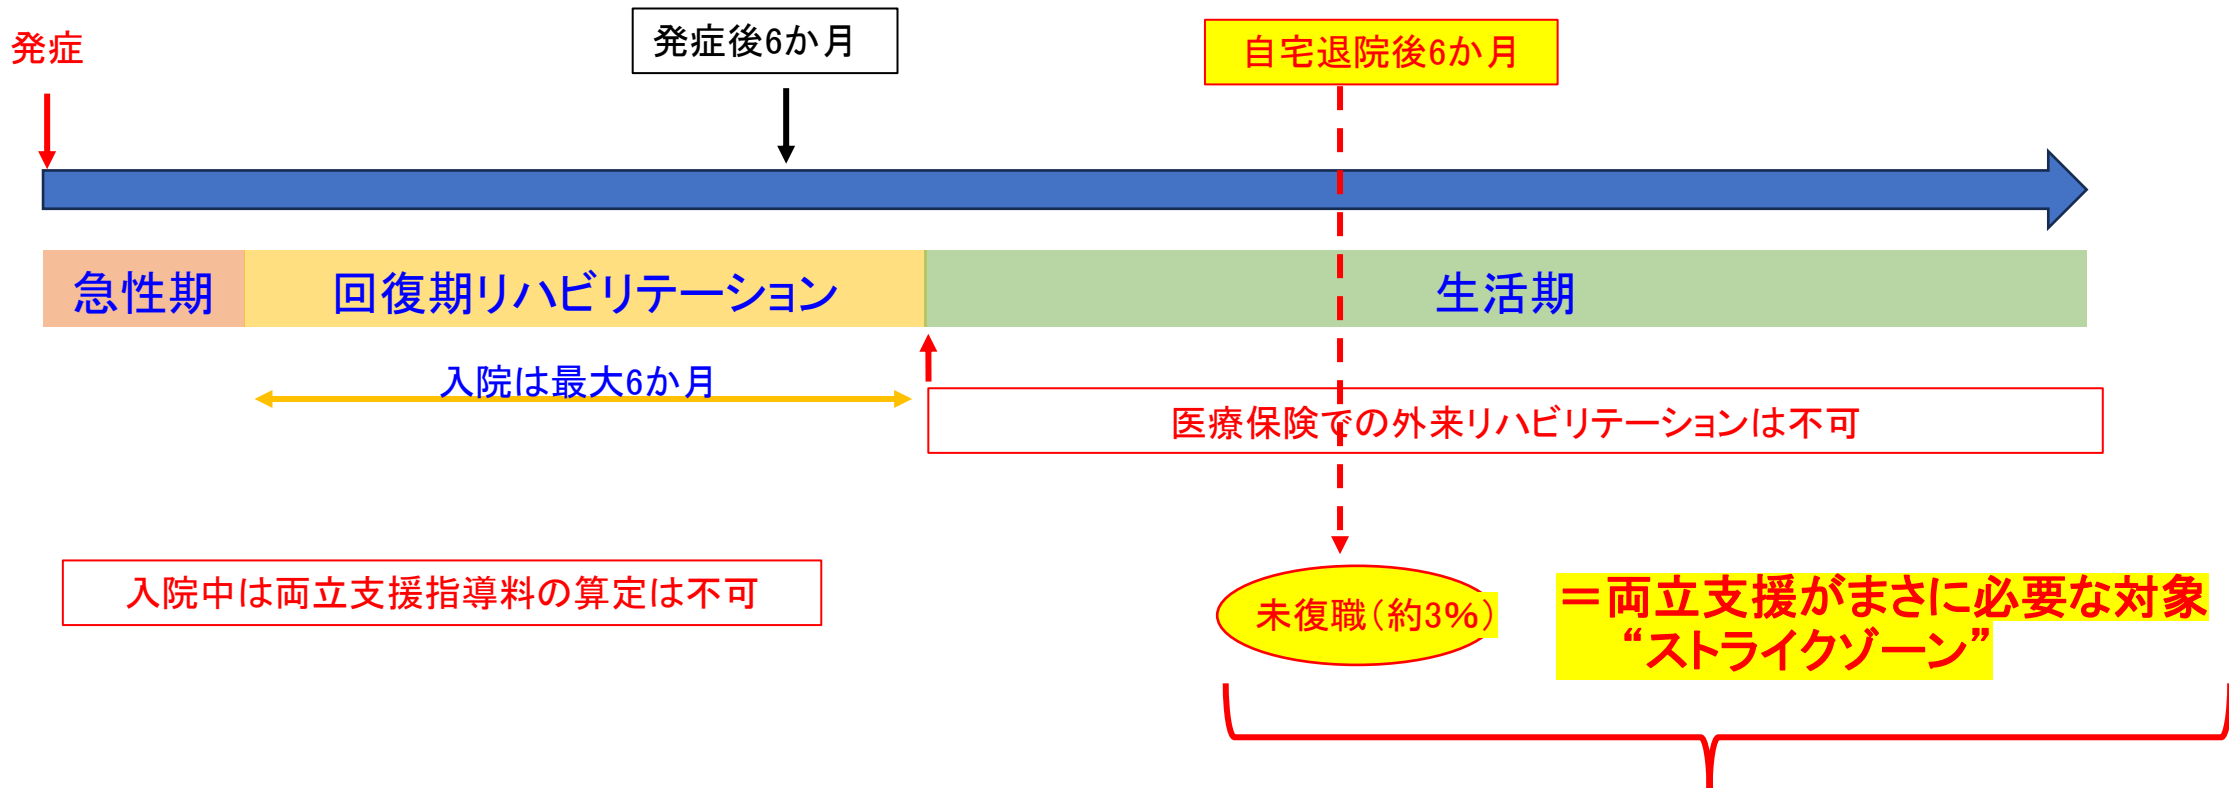 発症
発症後6か月
自宅退院後6か月
急性期
回復期リハビリテーション
生活期
入院は最大6か月
医療保険での外来リハビリテーションは不可
入院中は両立支援指導料の算定は不可
未復職(約3%)
=両立支援がまさに必要な対象
“ストライクゾーン”